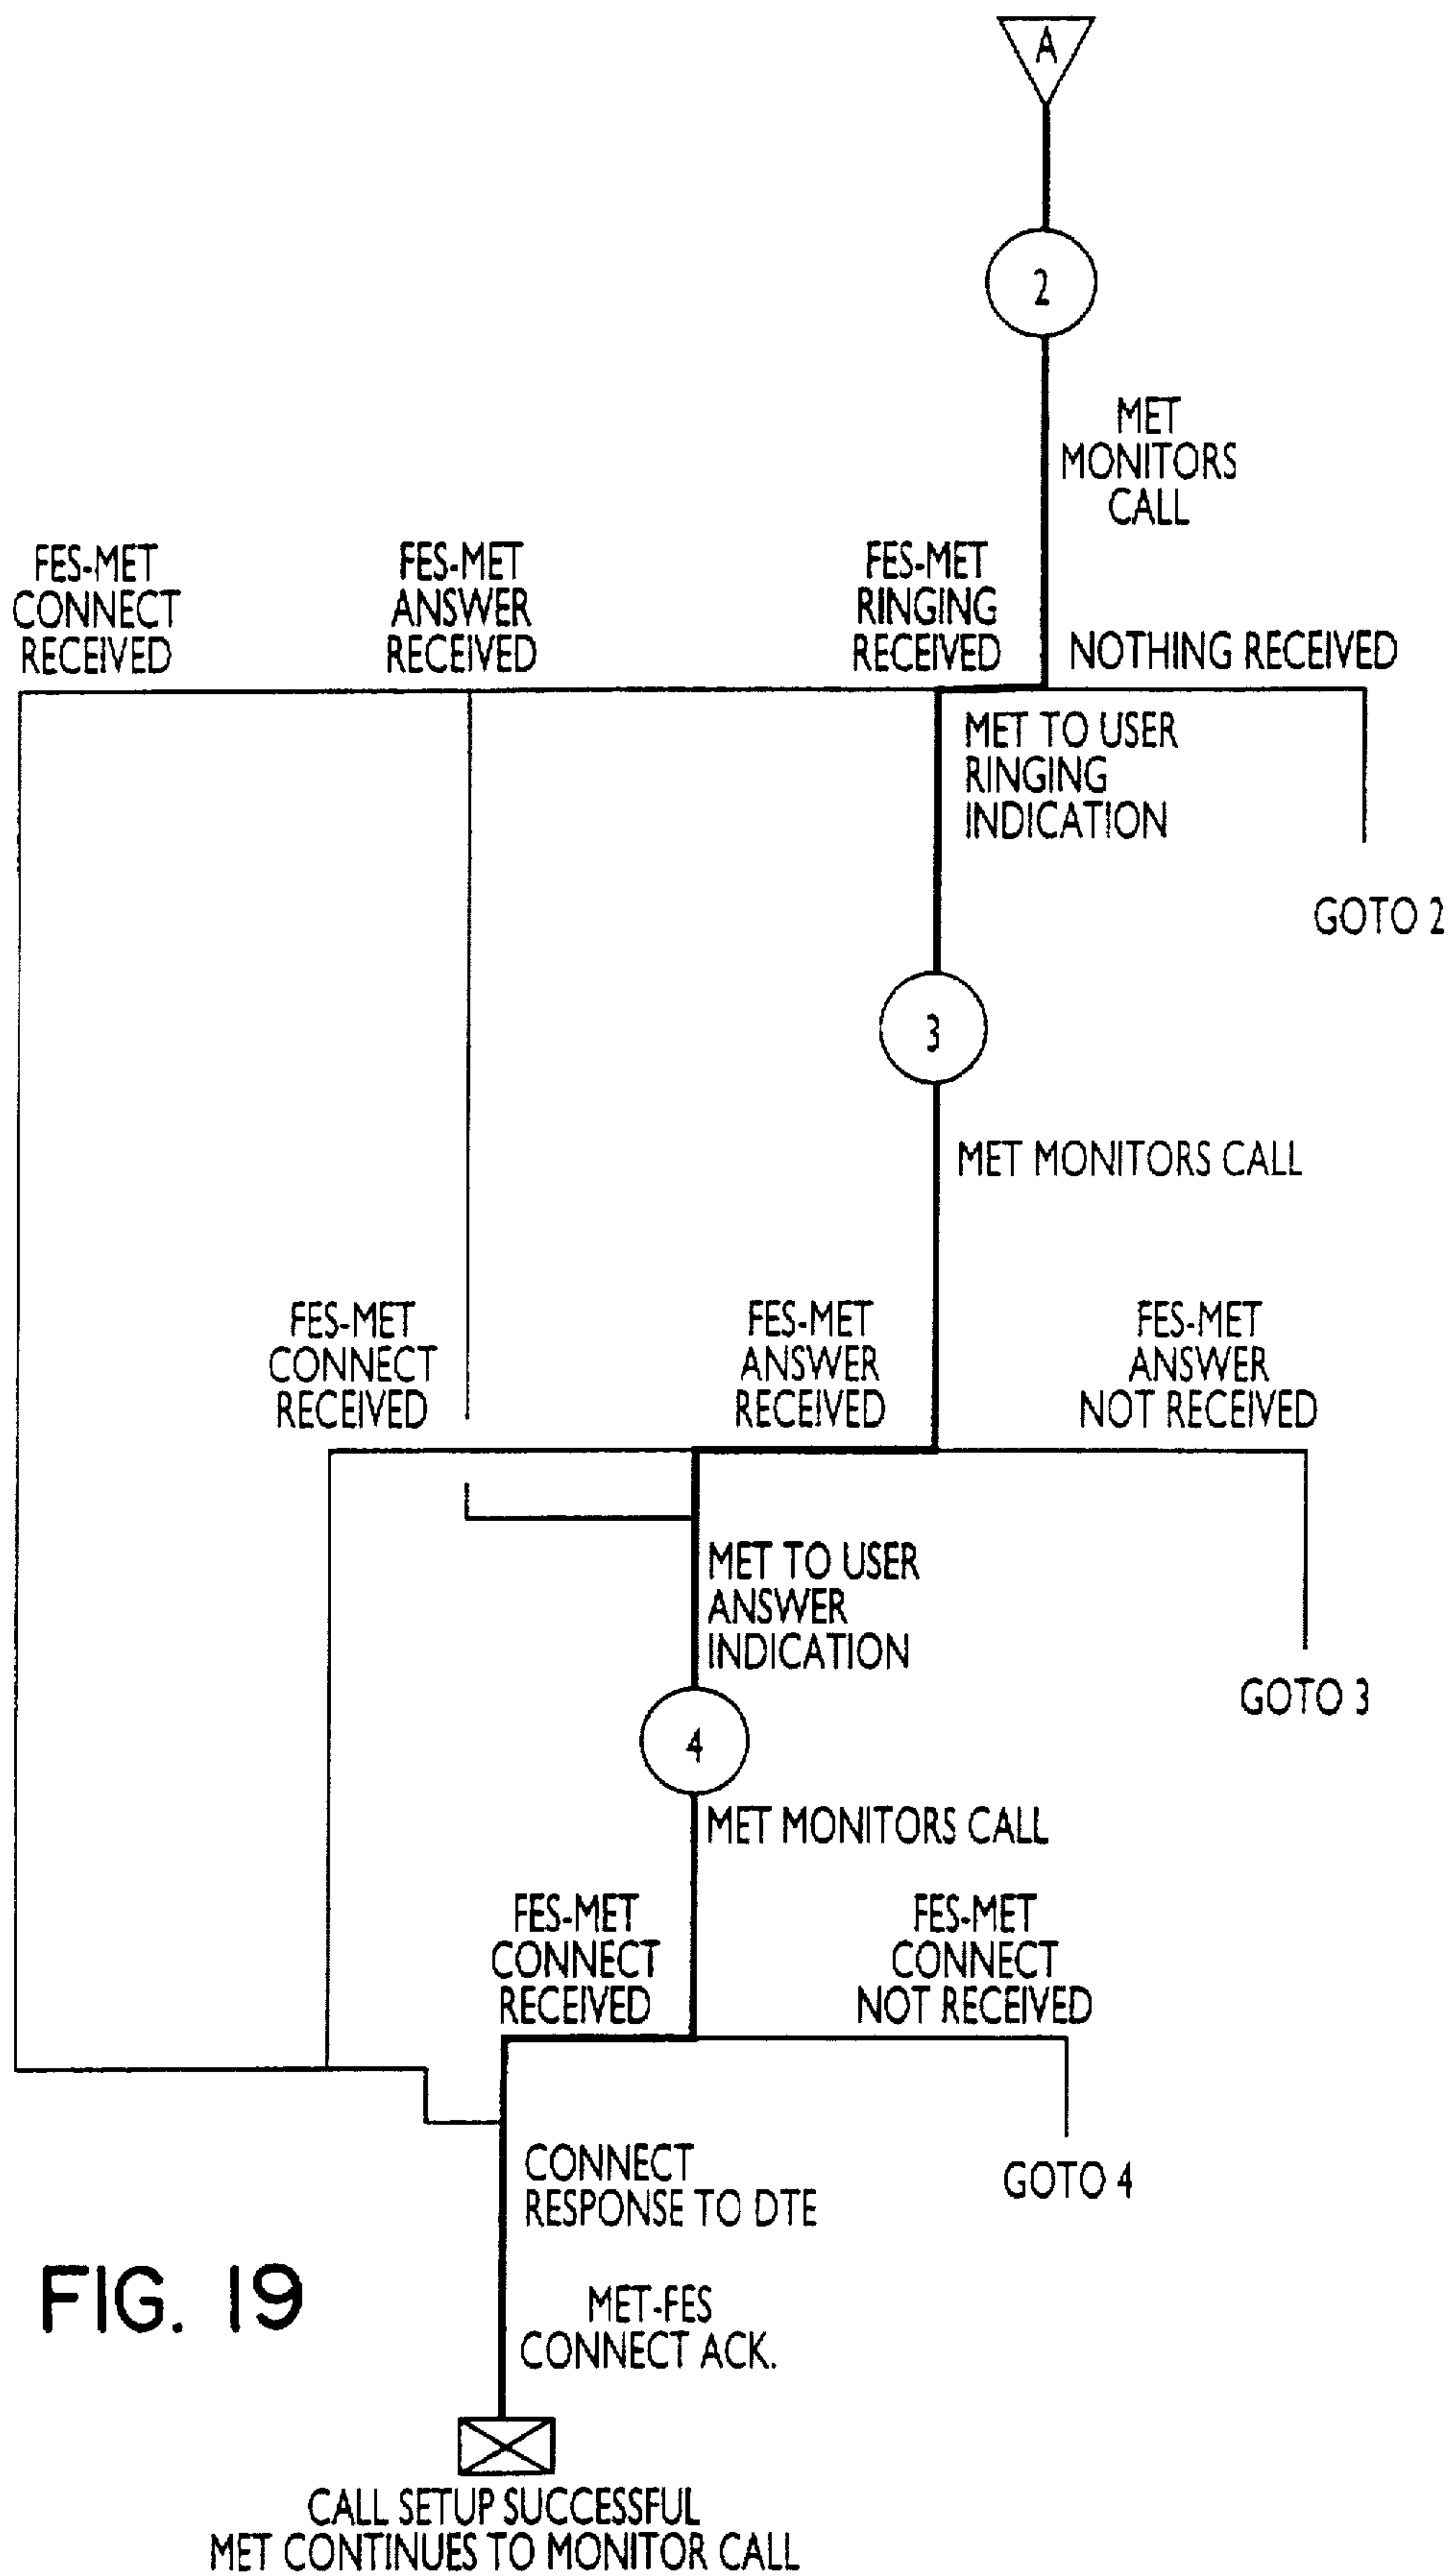 A
2
MET
MONITORS
CALL
FES-MET
CONNECT
RECEIVED
FES-MET
ANSWER
RECEIVED
FES-MET
RINGING
RECEIVED
NOTHING RECEIVED
MET TO USER
RINGING
INDICATION
GOTO 2
3
MET MONITORS CALL
FES-MET
CONNECT
RECEIVED
FES-MET
ANSWER
RECEIVED
FES-MET
ANSWER
NOT RECEIVED
MET TO USER
ANSWER
INDICATION
GOTO 3
4
MET MONITORS CALL
FES-MET
CONNECT
RECEIVED
FES-MET
CONNECT
NOT RECEIVED
CONNECT
RESPONSE TO DTE
GOTO 4
FIG. 19
MET-FES
CONNECT ACK.
CALL SETUP SUCCESSFUL
MET CONTINUES TO MONITOR CALL